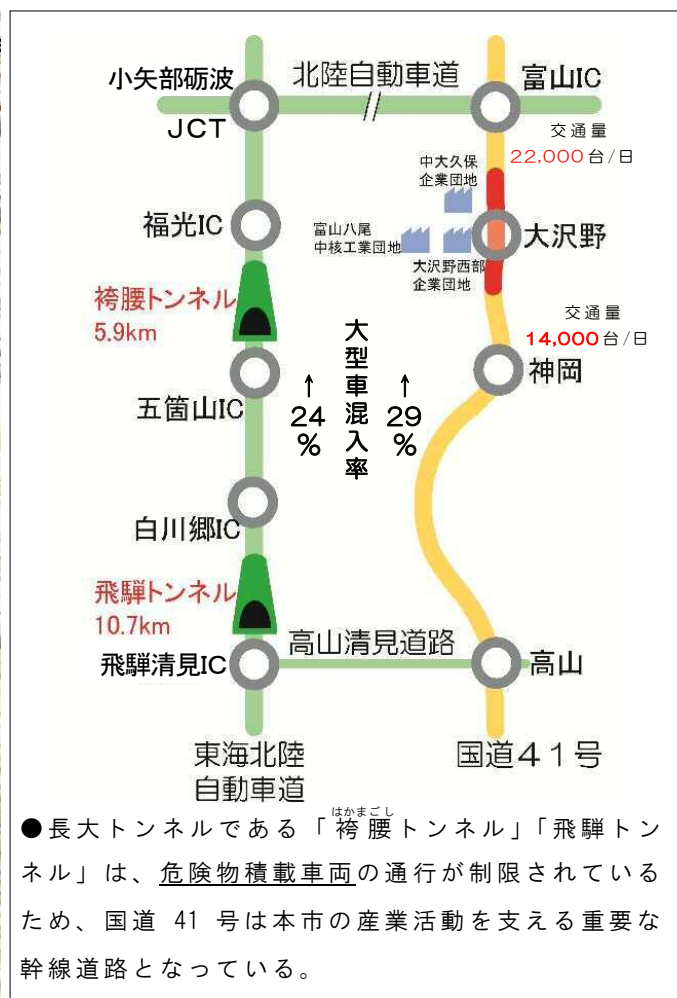 小矢部砺波
JCT
北陸自動車道
富山IC
交通量
22,000台/日
中大久保
企業団地
福光IC
富山八尾
中核工業団地
大沢野西部
企業団地
大沢野
袴腰トンネル
5.9km
交通量
14,000台/日
大型車混入率
↑
24
%
↑
29
%
神岡
五箇山IC
白川郷IC
飛騨トンネル
10.7km
高山清見道路
飛騨清見IC
高山
東海北陸
自動車道
国道41号
はかまごし
●長大トンネルである「袴腰トンネル」「飛騨トン
ネル」は、危険物積載車両の通行が制限されている
ため、国道 41 号は本市の産業活動を支える重要な
幹線道路となっている。